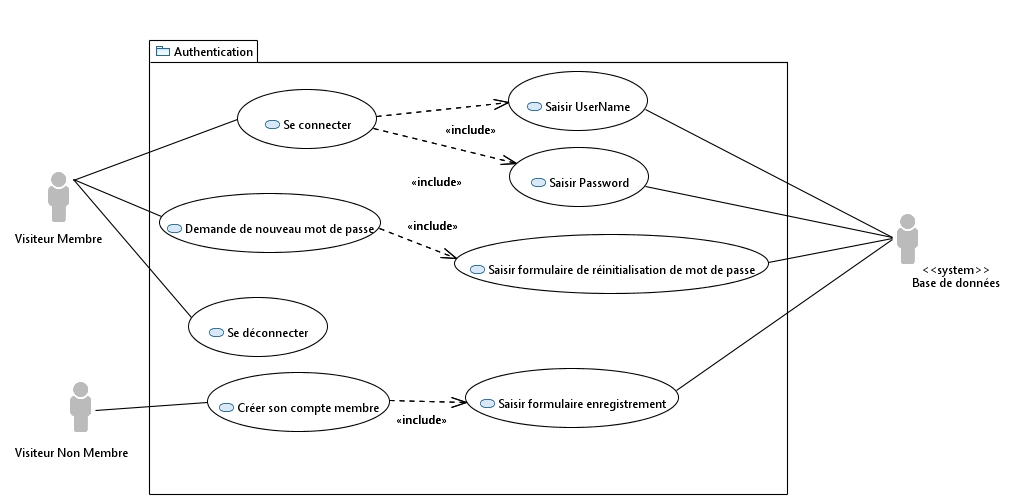 Authentication
Se connecter
«include»
Saisir UserName
«include»
Saisir Password
Visiteur Membre
Demande de nouveau mot de passe
«include»
Saisir formulaire de réinitialisation de mot de passe
<<system>>
Base de données
Se déconnecter
Créer son compte membre
«include»
Saisir formulaire enregistrement
Visiteur Non Membre